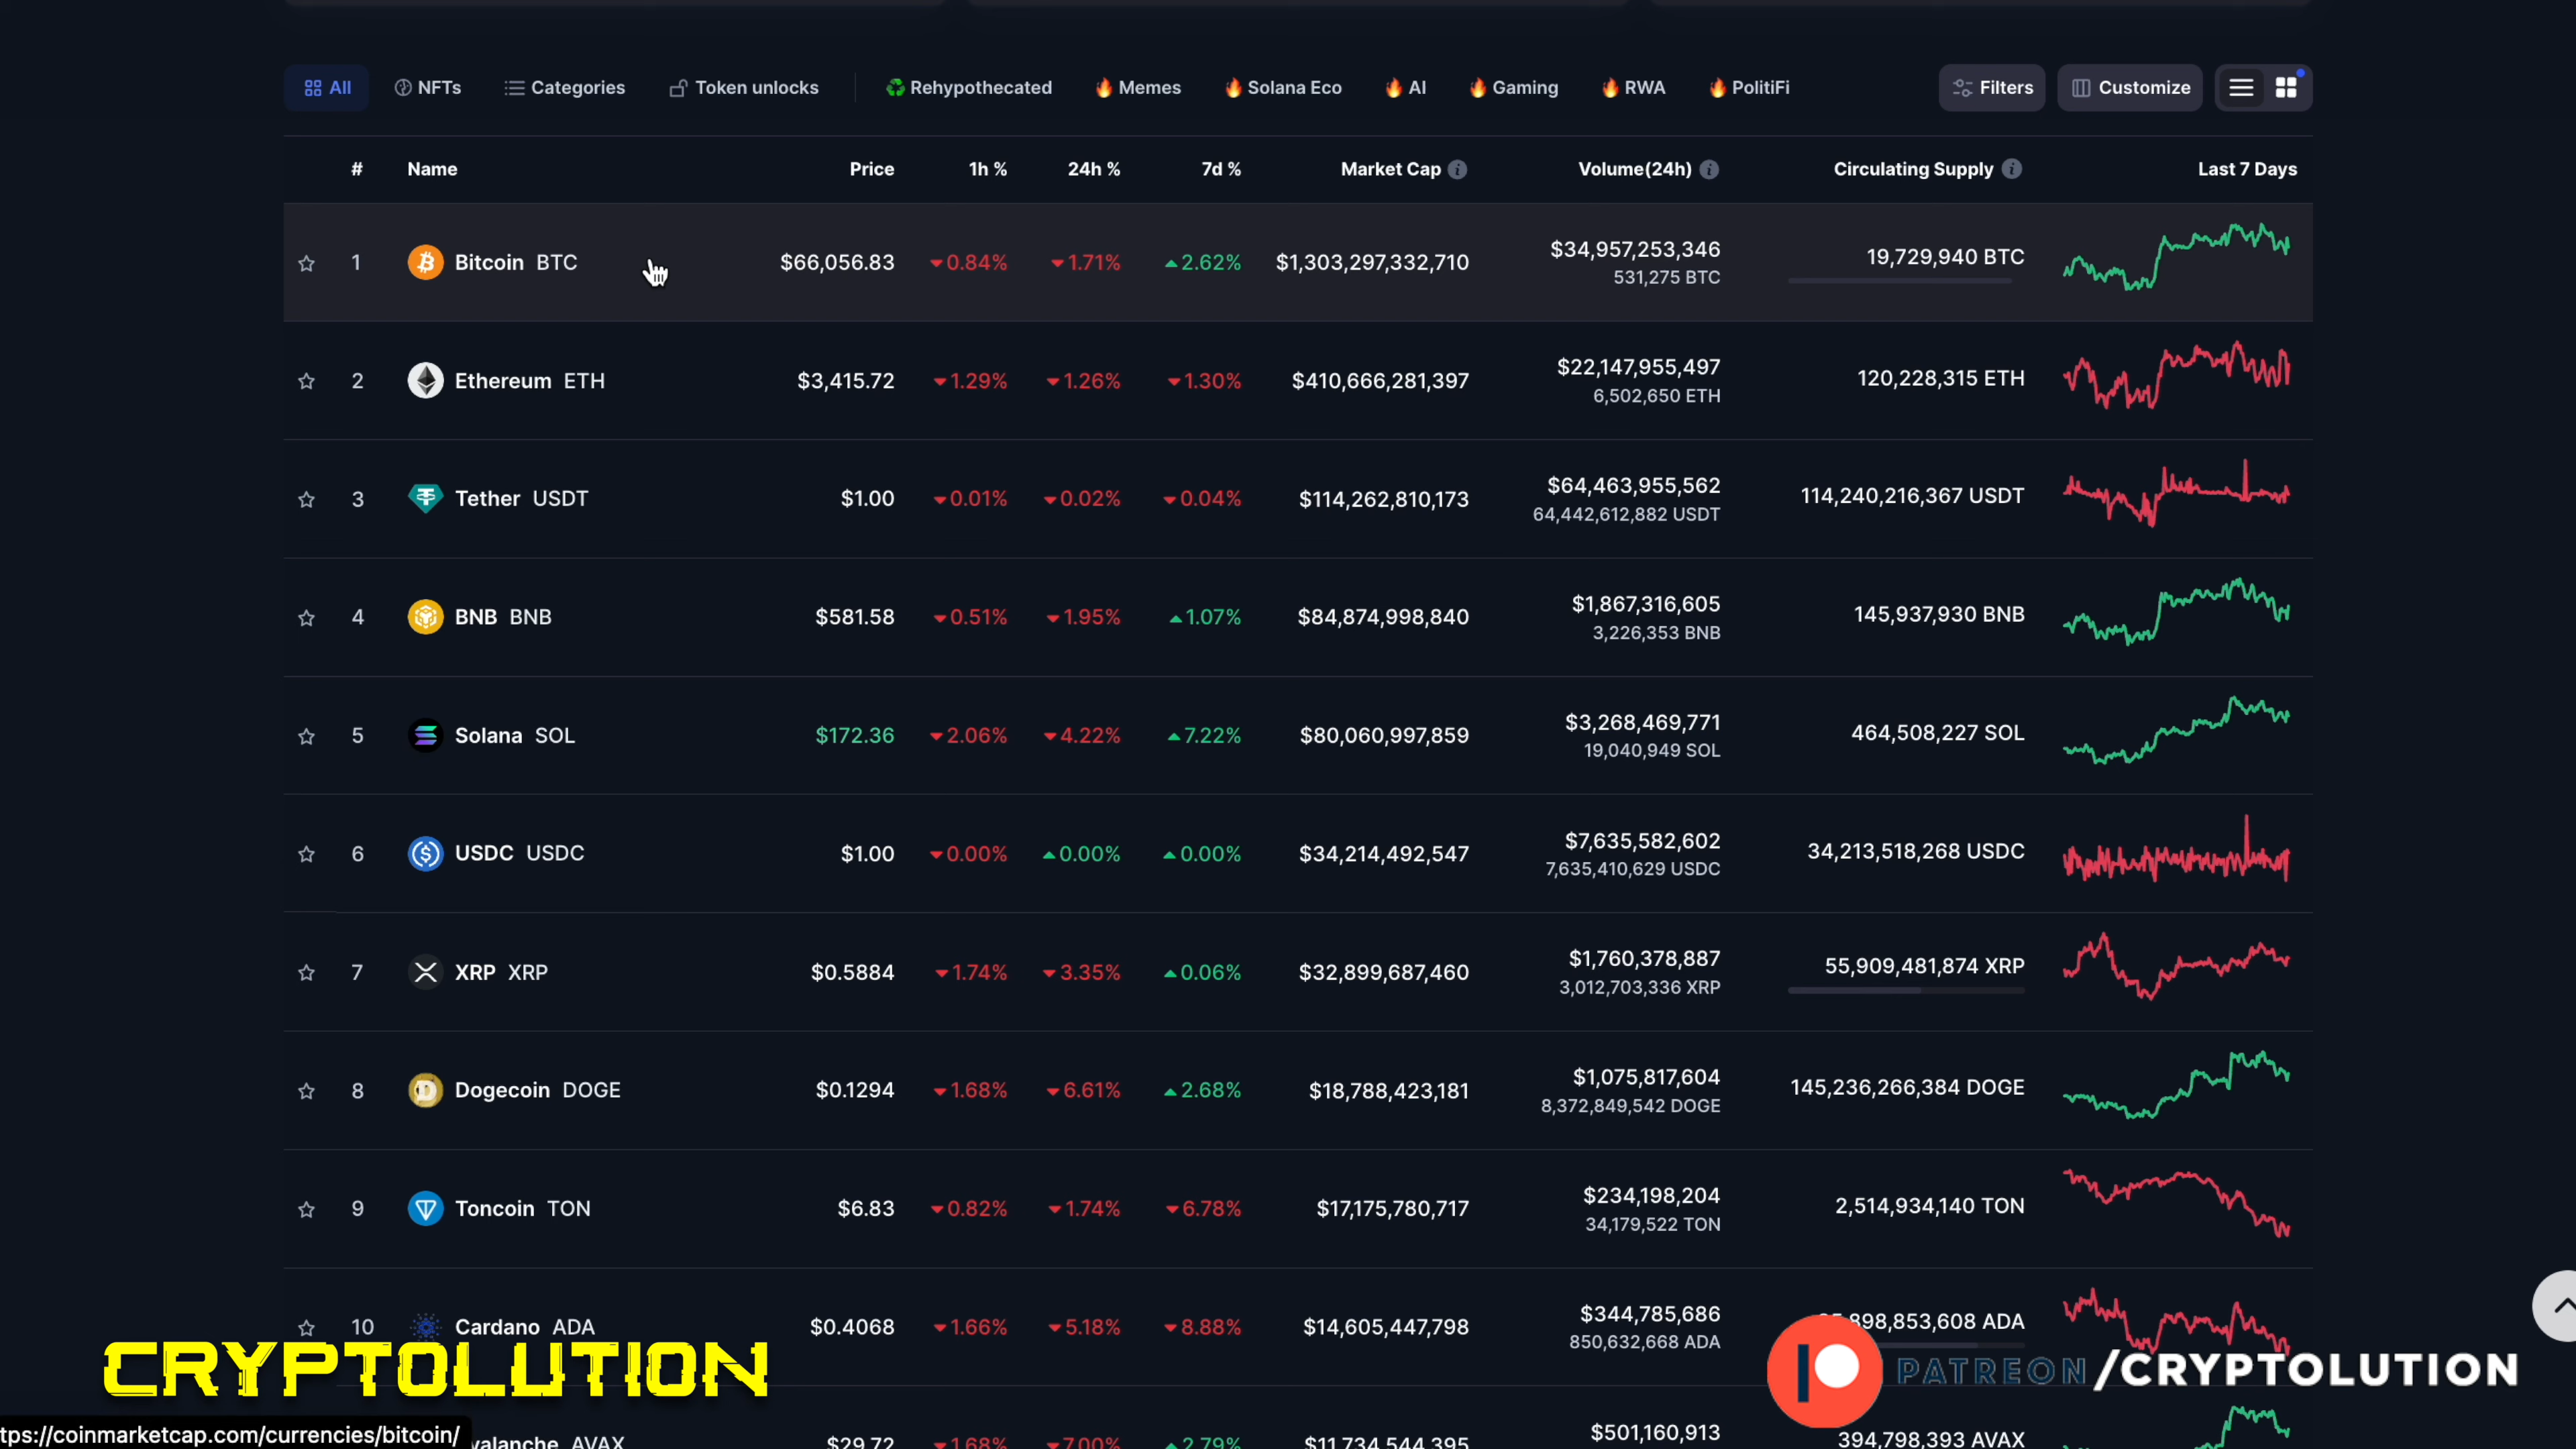 All NFTs Categories Token unlocks Rehypothecated Memes Solana Eco AI Gaming RWA PolitiFi Filters Customize
# Name Price 1h % 24h % 7d % Market Cap Volume(24h) Circulating Supply Last 7 Days
1 Bitcoin BTC $66,056.83 0.84% 1.71% 2.62% $1,303,297,332,710 $34,957,253,346 19,729,940 BTC
531,275 BTC
2 Ethereum ETH $3,415.72 1.29% 1.26% 1.30% $410,666,281,397 $22,147,955,497 120,228,315 ETH
6,502,650 ETH
3 Tether USDT $1.00 0.01% 0.02% 0.04% $114,262,810,173 $64,463,955,562 114,240,216,367 USDT
64,442,612,882 USDT
4 BNB BNB $581.58 0.51% 1.95% 1.07% $84,874,998,840 $1,867,316,605 145,937,930 BNB
3,226,353 BNB
5 Solana SOL $172.36 2.06% 4.22% 7.22% $80,060,997,859 $3,268,469,771 464,508,227 SOL
19,040,949 SOL
6 USDC USDC $1.00 0.00% 0.00% 0.00% $34,214,492,547 $7,635,582,602 34,213,518,268 USDC
7,635,410,629 USDC
7 XRP XRP $0.5884 1.74% 3.35% 0.06% $32,899,687,460 $1,760,378,887 55,909,481,874 XRP
3,012,703,336 XRP
8 Dogecoin DOGE $0.1294 1.68% 6.61% 2.68% $18,788,423,181 $1,075,817,604 145,236,266,384 DOGE
8,372,849,542 DOGE
9 Toncoin TON $6.83 0.82% 1.74% 6.78% $17,175,780,717 $234,198,204 2,514,934,140 TON
34,179,522 TON
10 Cardano ADA $0.4068 1.66% 5.18% 8.88% $14,605,447,798 $344,785,686 898,853,608 ADA
850,632,668 ADA
CRYPTOLUTION PATREON/CRYPTOLUTION
tps://coinmarketcap.com/currencies/bitcoin/ valanche AVAX $29.72 1.68% 7.00% 2.79% $11,734,544,395 $501,160,913 394,798,393 AVAX